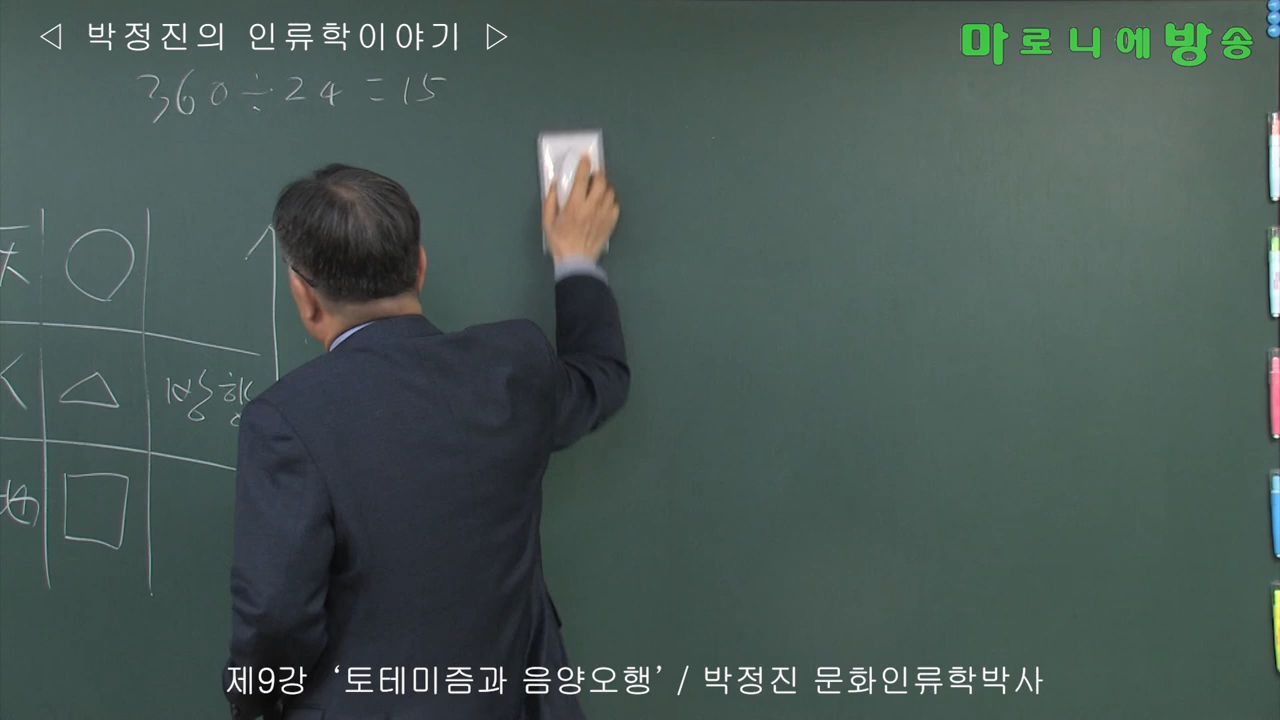 ◁ 박정진의 인류학이야기 ▷
마로니에방송
360÷24=15
天
방향
地
제9강 ‘토테미즘과 음양오행’ / 박정진 문화인류학박사